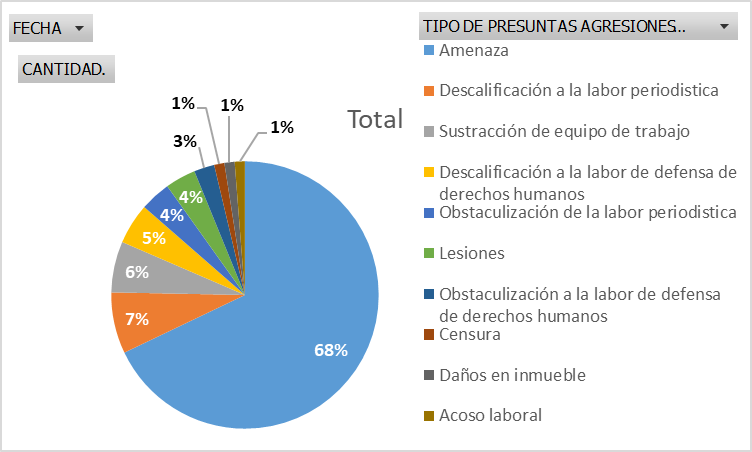 FECHA
CANTIDAD.
TIPO DE PRESUNTAS AGRESIONES..
Total
1%
1%
1%
3%
4%
4%
5%
6%
7%
68%
Amenaza
Descalificación a la labor periodistica
Sustracción de equipo de trabajo
Descalificación a la labor de defensa de
derechos humanos
Obstaculización de la labor periodistica
Lesiones
Obstaculización a la labor de defensa
de derechos humanos
Censura
Daños en inmueble
Acoso laboral